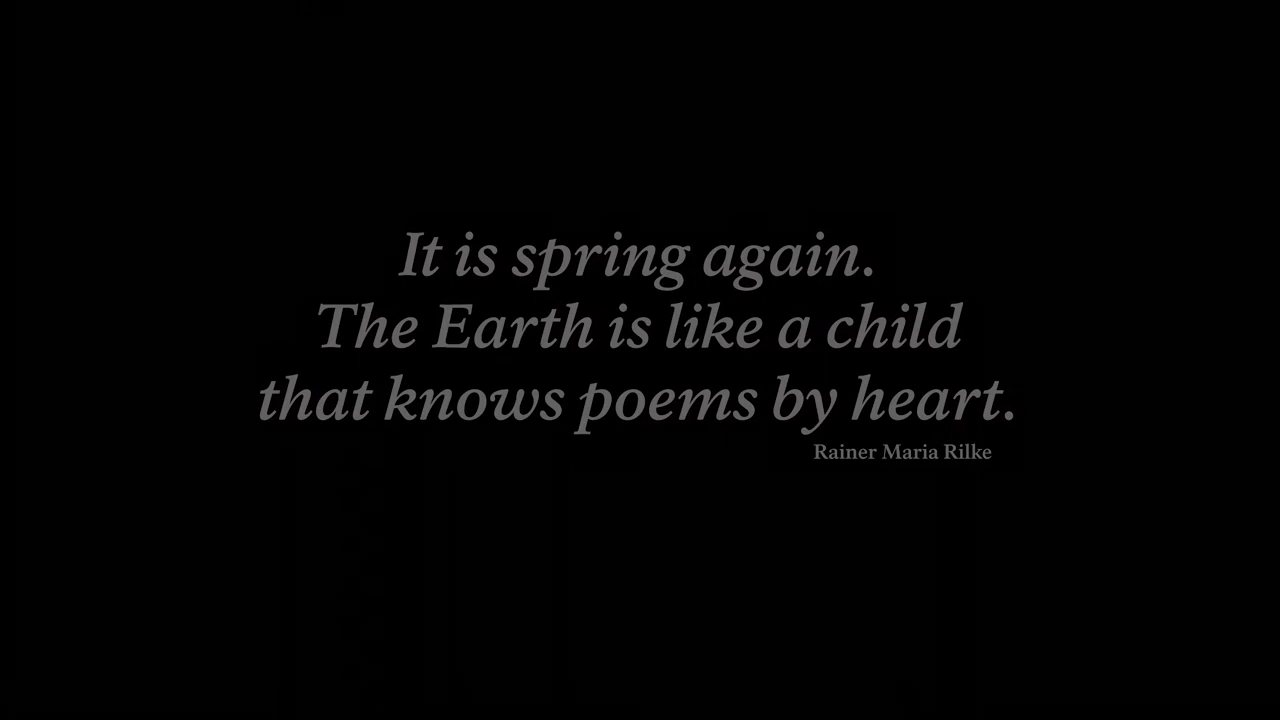 It is spring again.
The Earth is like a child
that knows poems by heart.
Rainer Maria Rilke